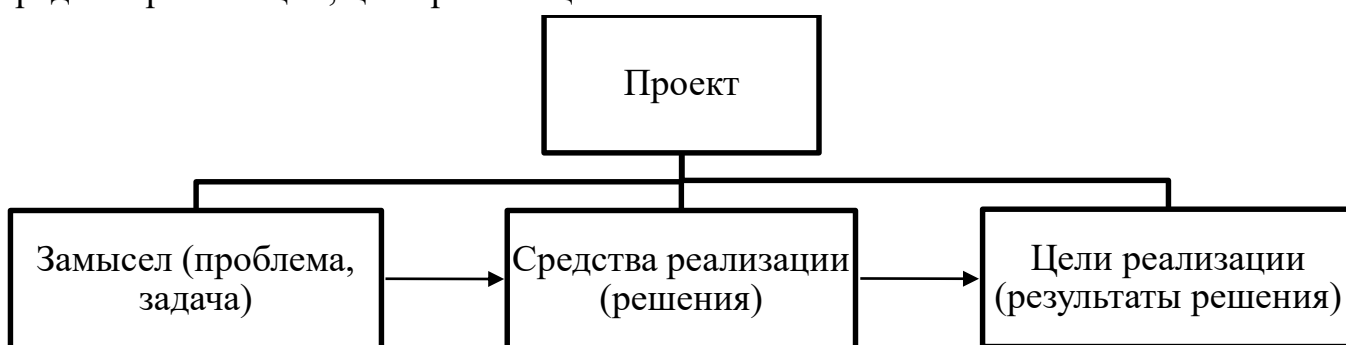 Проект
Замысел (проблема,
задача)
Средства реализации
(решения)
Цели реализации
(результаты решения)